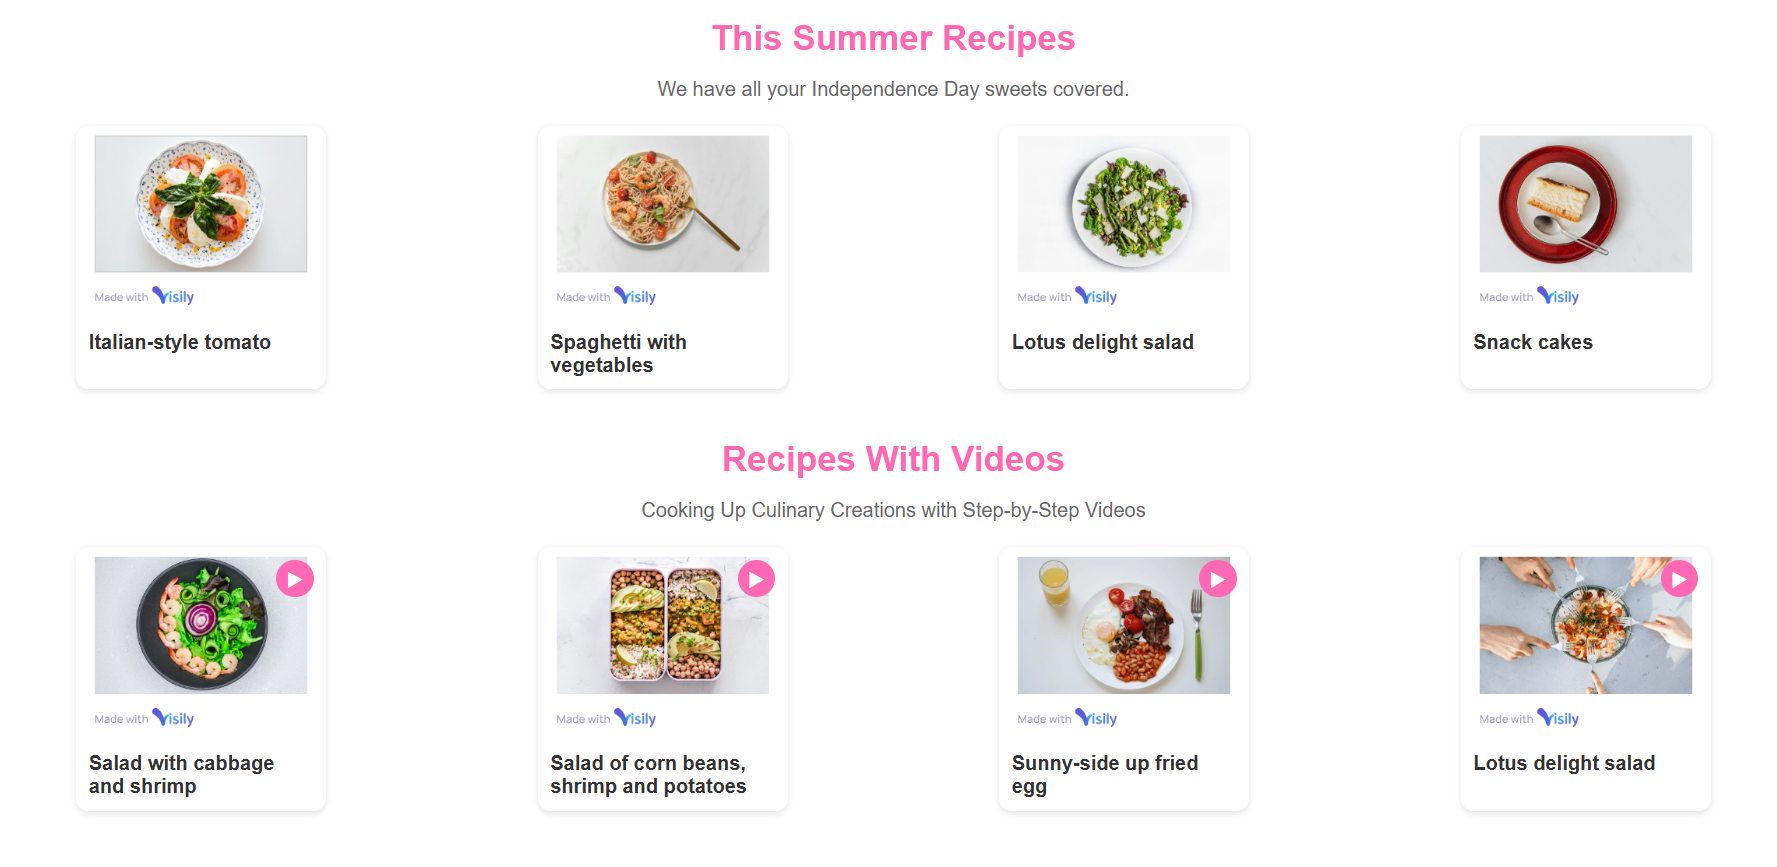 This Summer Recipes
We have all your Independence Day sweets covered.
Made with Visily
Italian-style tomato
Made with Visily
Spaghetti with
vegetables
Made with Visily
Lotus delight salad
Made with Visily
Snack cakes
Recipes With Videos
Cooking Up Culinary Creations with Step-by-Step Videos
Made with Visily
Salad with cabbage
and shrimp
Made with Visily
Salad of corn beans,
shrimp and potatoes
Made with Visily
Sunny-side up fried
egg
Made with Visily
Lotus delight salad